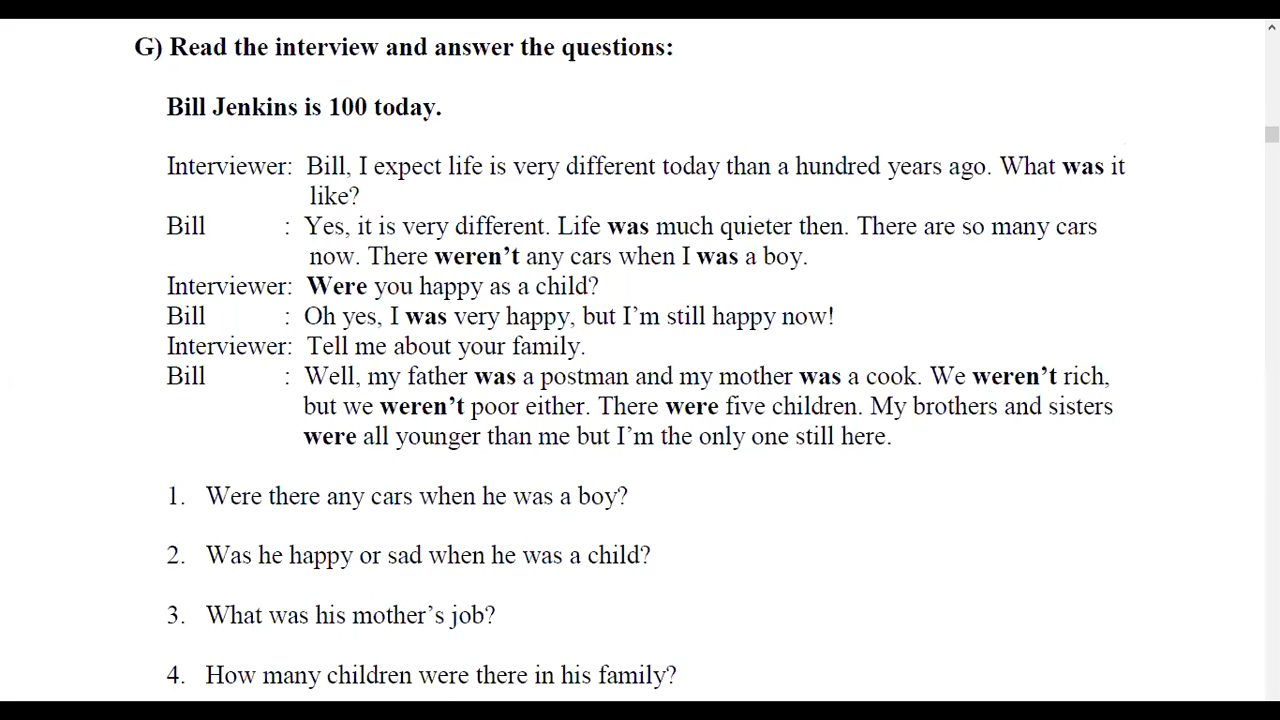 G) Read the interview and answer the questions:
Bill Jenkins is 100 today.
Interviewer: Bill, I expect life is very different today than a hundred years ago. What was it
like?
Bill : Yes, it is very different. Life was much quieter then. There are so many cars
now. There weren’t any cars when I was a boy.
Interviewer: Were you happy as a child?
Bill : Oh yes, I was very happy, but I’m still happy now!
Interviewer: Tell me about your family.
Bill : Well, my father was a postman and my mother was a cook. We weren’t rich,
but we weren’t poor either. There were five children. My brothers and sisters
were all younger than me but I’m the only one still here.
1. Were there any cars when he was a boy?
2. Was he happy or sad when he was a child?
3. What was his mother’s job?
4. How many children were there in his family?